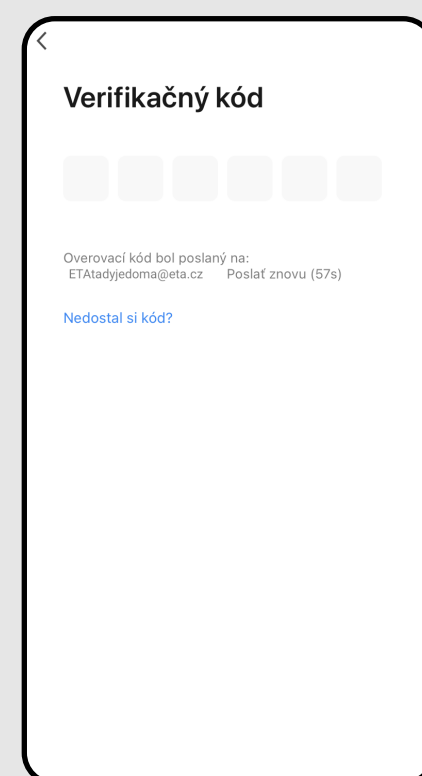 Verifikačný kód
Overovací kód bol poslaný na:
ETAtadyjedoma@eta.cz Poslať znovu (57s)
Nedostal si kód?